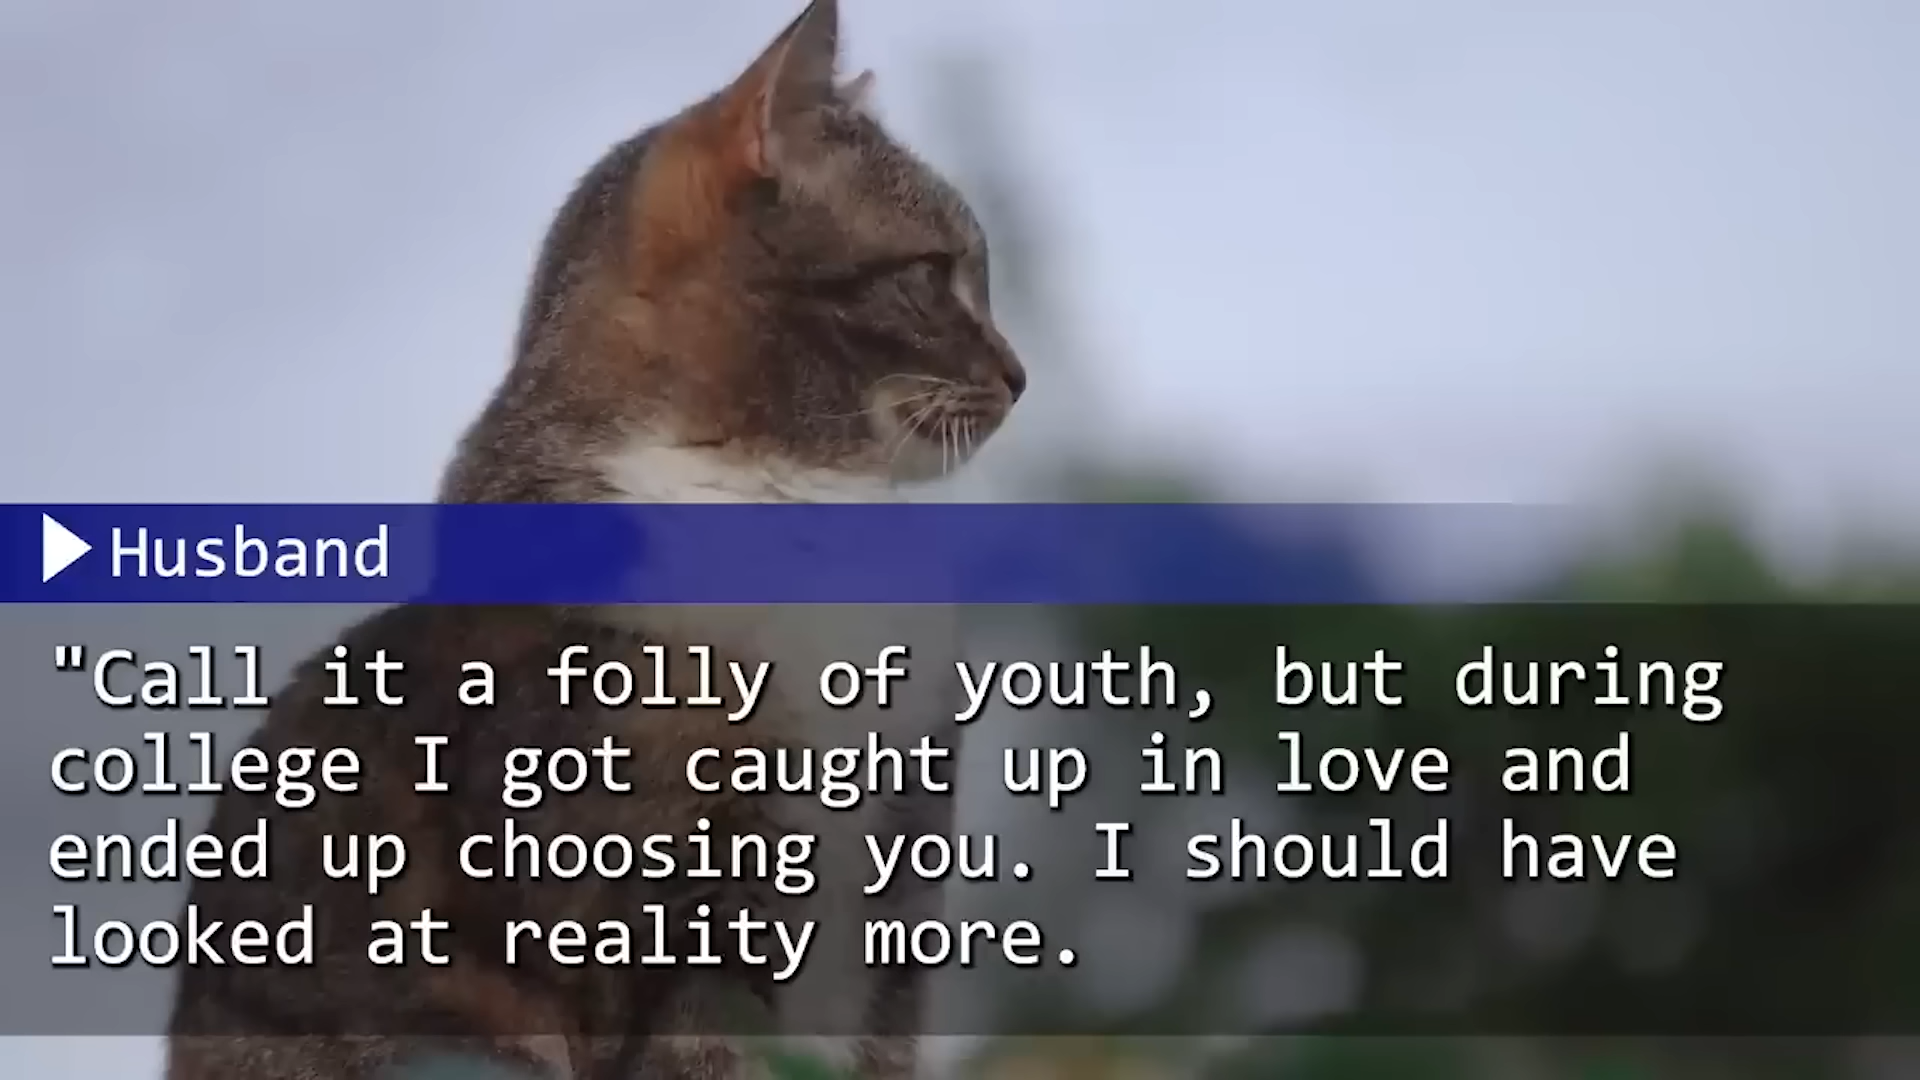 Husband
"Call it a folly of youth, but during
college I got caught up in love and
ended up choosing you. I should have
looked at reality more.